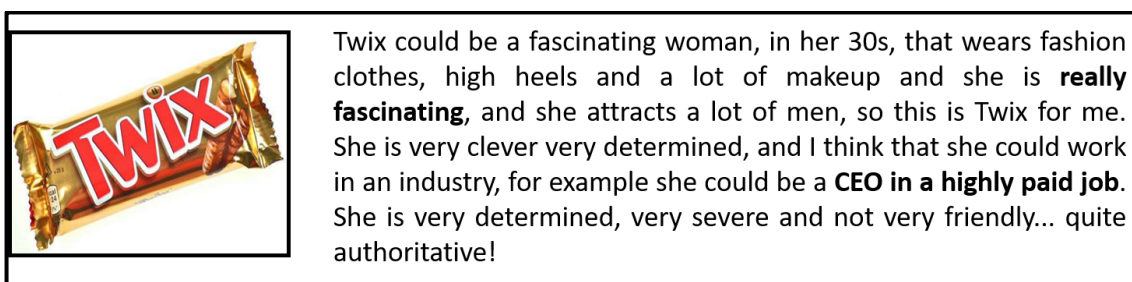 TWIX
Twix could be a fascinating woman, in her 30s, that wears fashion
clothes, high heels and a lot of makeup and she is really
fascinating, and she attracts a lot of men, so this is Twix for me.
She is very clever very determined, and I think that she could work
in an industry, for example she could be a CEO in a highly paid job.
She is very determined, very severe and not very friendly... quite
authoritative!